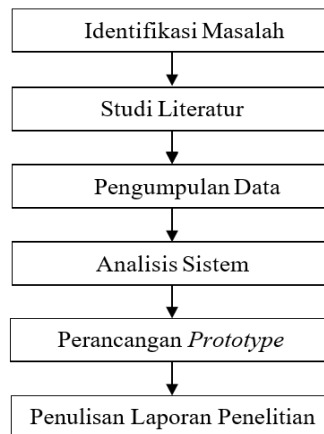 Identifikasi Masalah
Studi Literatur
Pengumpulan Data
Analisis Sistem
Perancangan Prototype
Penulisan Laporan Penelitian